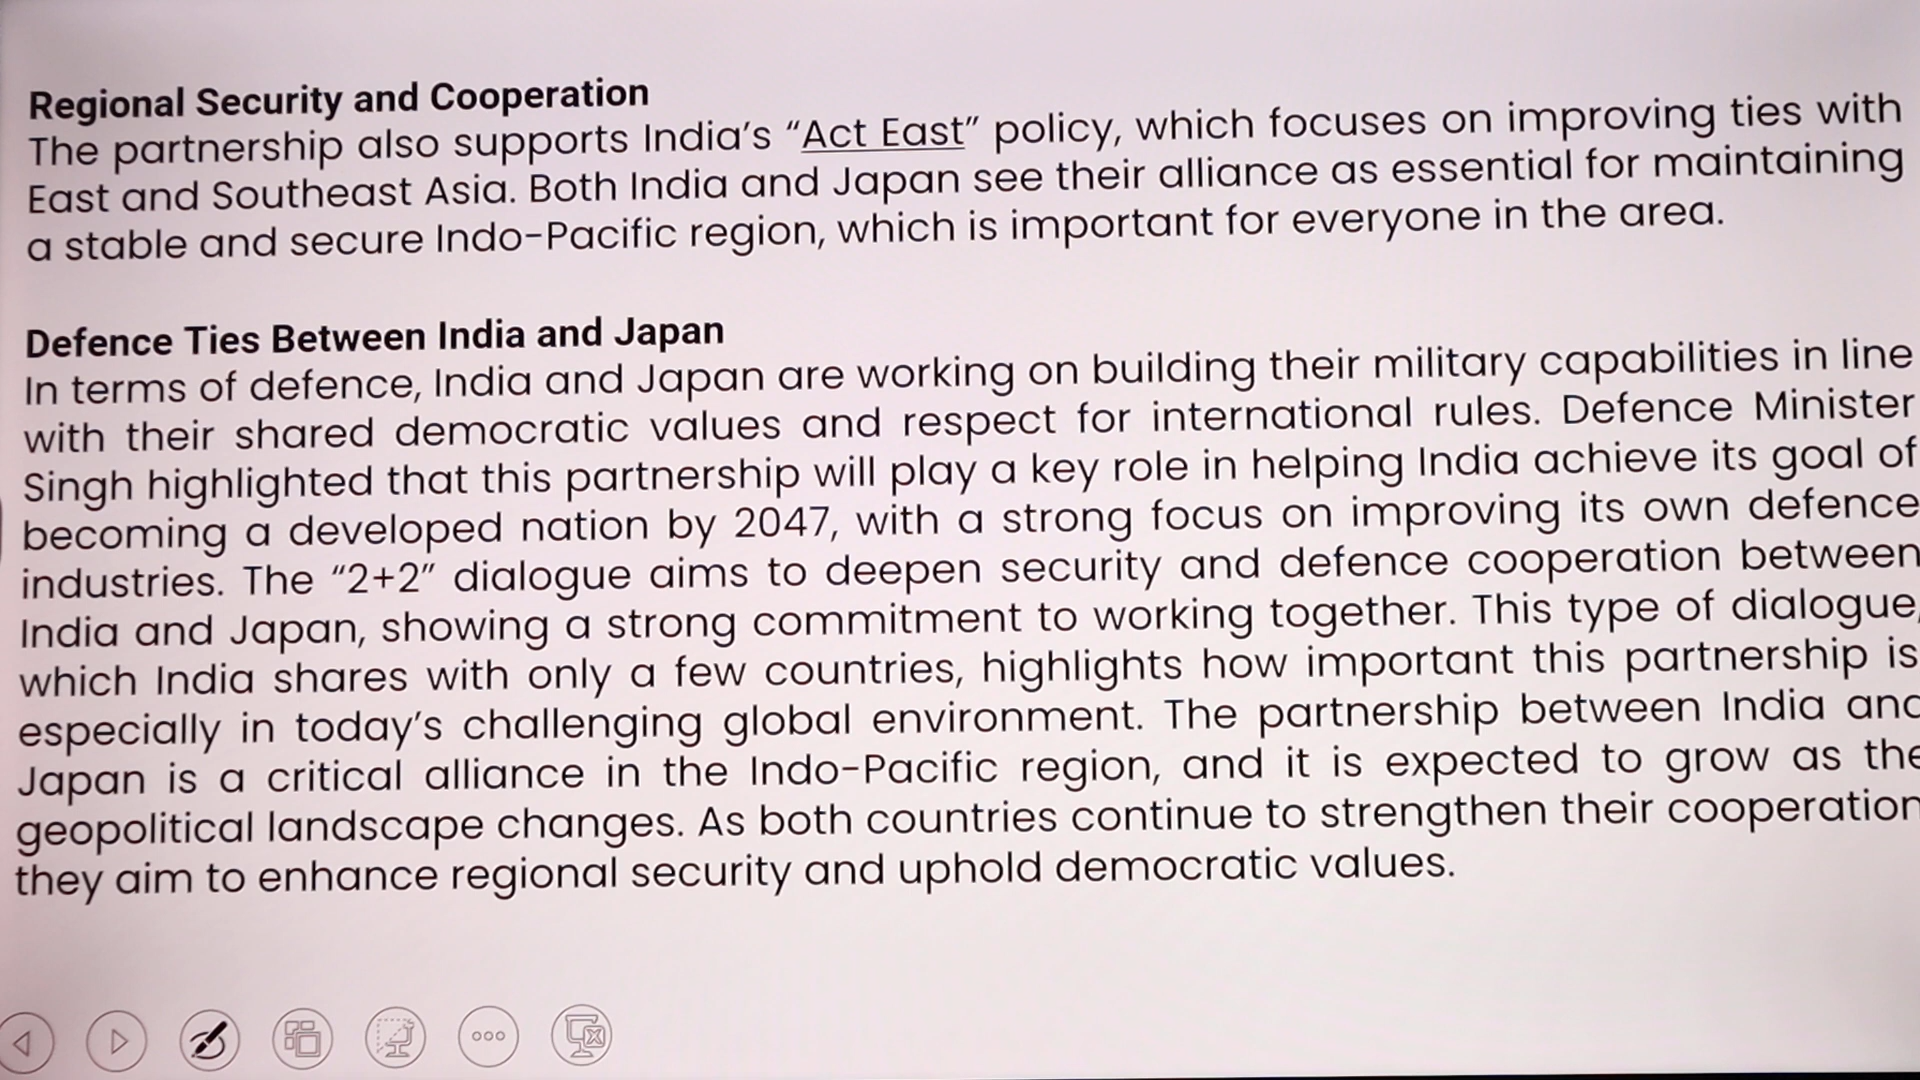 Regional Security and Cooperation
The partnership also supports India's “Act East” policy, which focuses on improving ties with
East and Southeast Asia. Both India and Japan see their alliance as essential for maintaining
a stable and secure Indo-Pacific region, which is important for everyone in the area.
Defence Ties Between India and Japan
In terms of defence, India and Japan are working on building their military capabilities in line
with their shared democratic values and respect for international rules. Defence Minister
Singh highlighted that this partnership will play a key role in helping India achieve its goal of
becoming a developed nation by 2047, with a strong focus on improving its own defence
industries. The “2+2” dialogue aims to deepen security and defence cooperation between
India and Japan, showing a strong commitment to working together. This type of dialogue,
which India shares with only a few countries, highlights how important this partnership is
especially in today's challenging global environment. The partnership between India and
Japan is a critical alliance in the Indo-Pacific region, and it is expected to grow as the
geopolitical landscape changes. As both countries continue to strengthen their cooperation
they aim to enhance regional security and uphold democratic values.